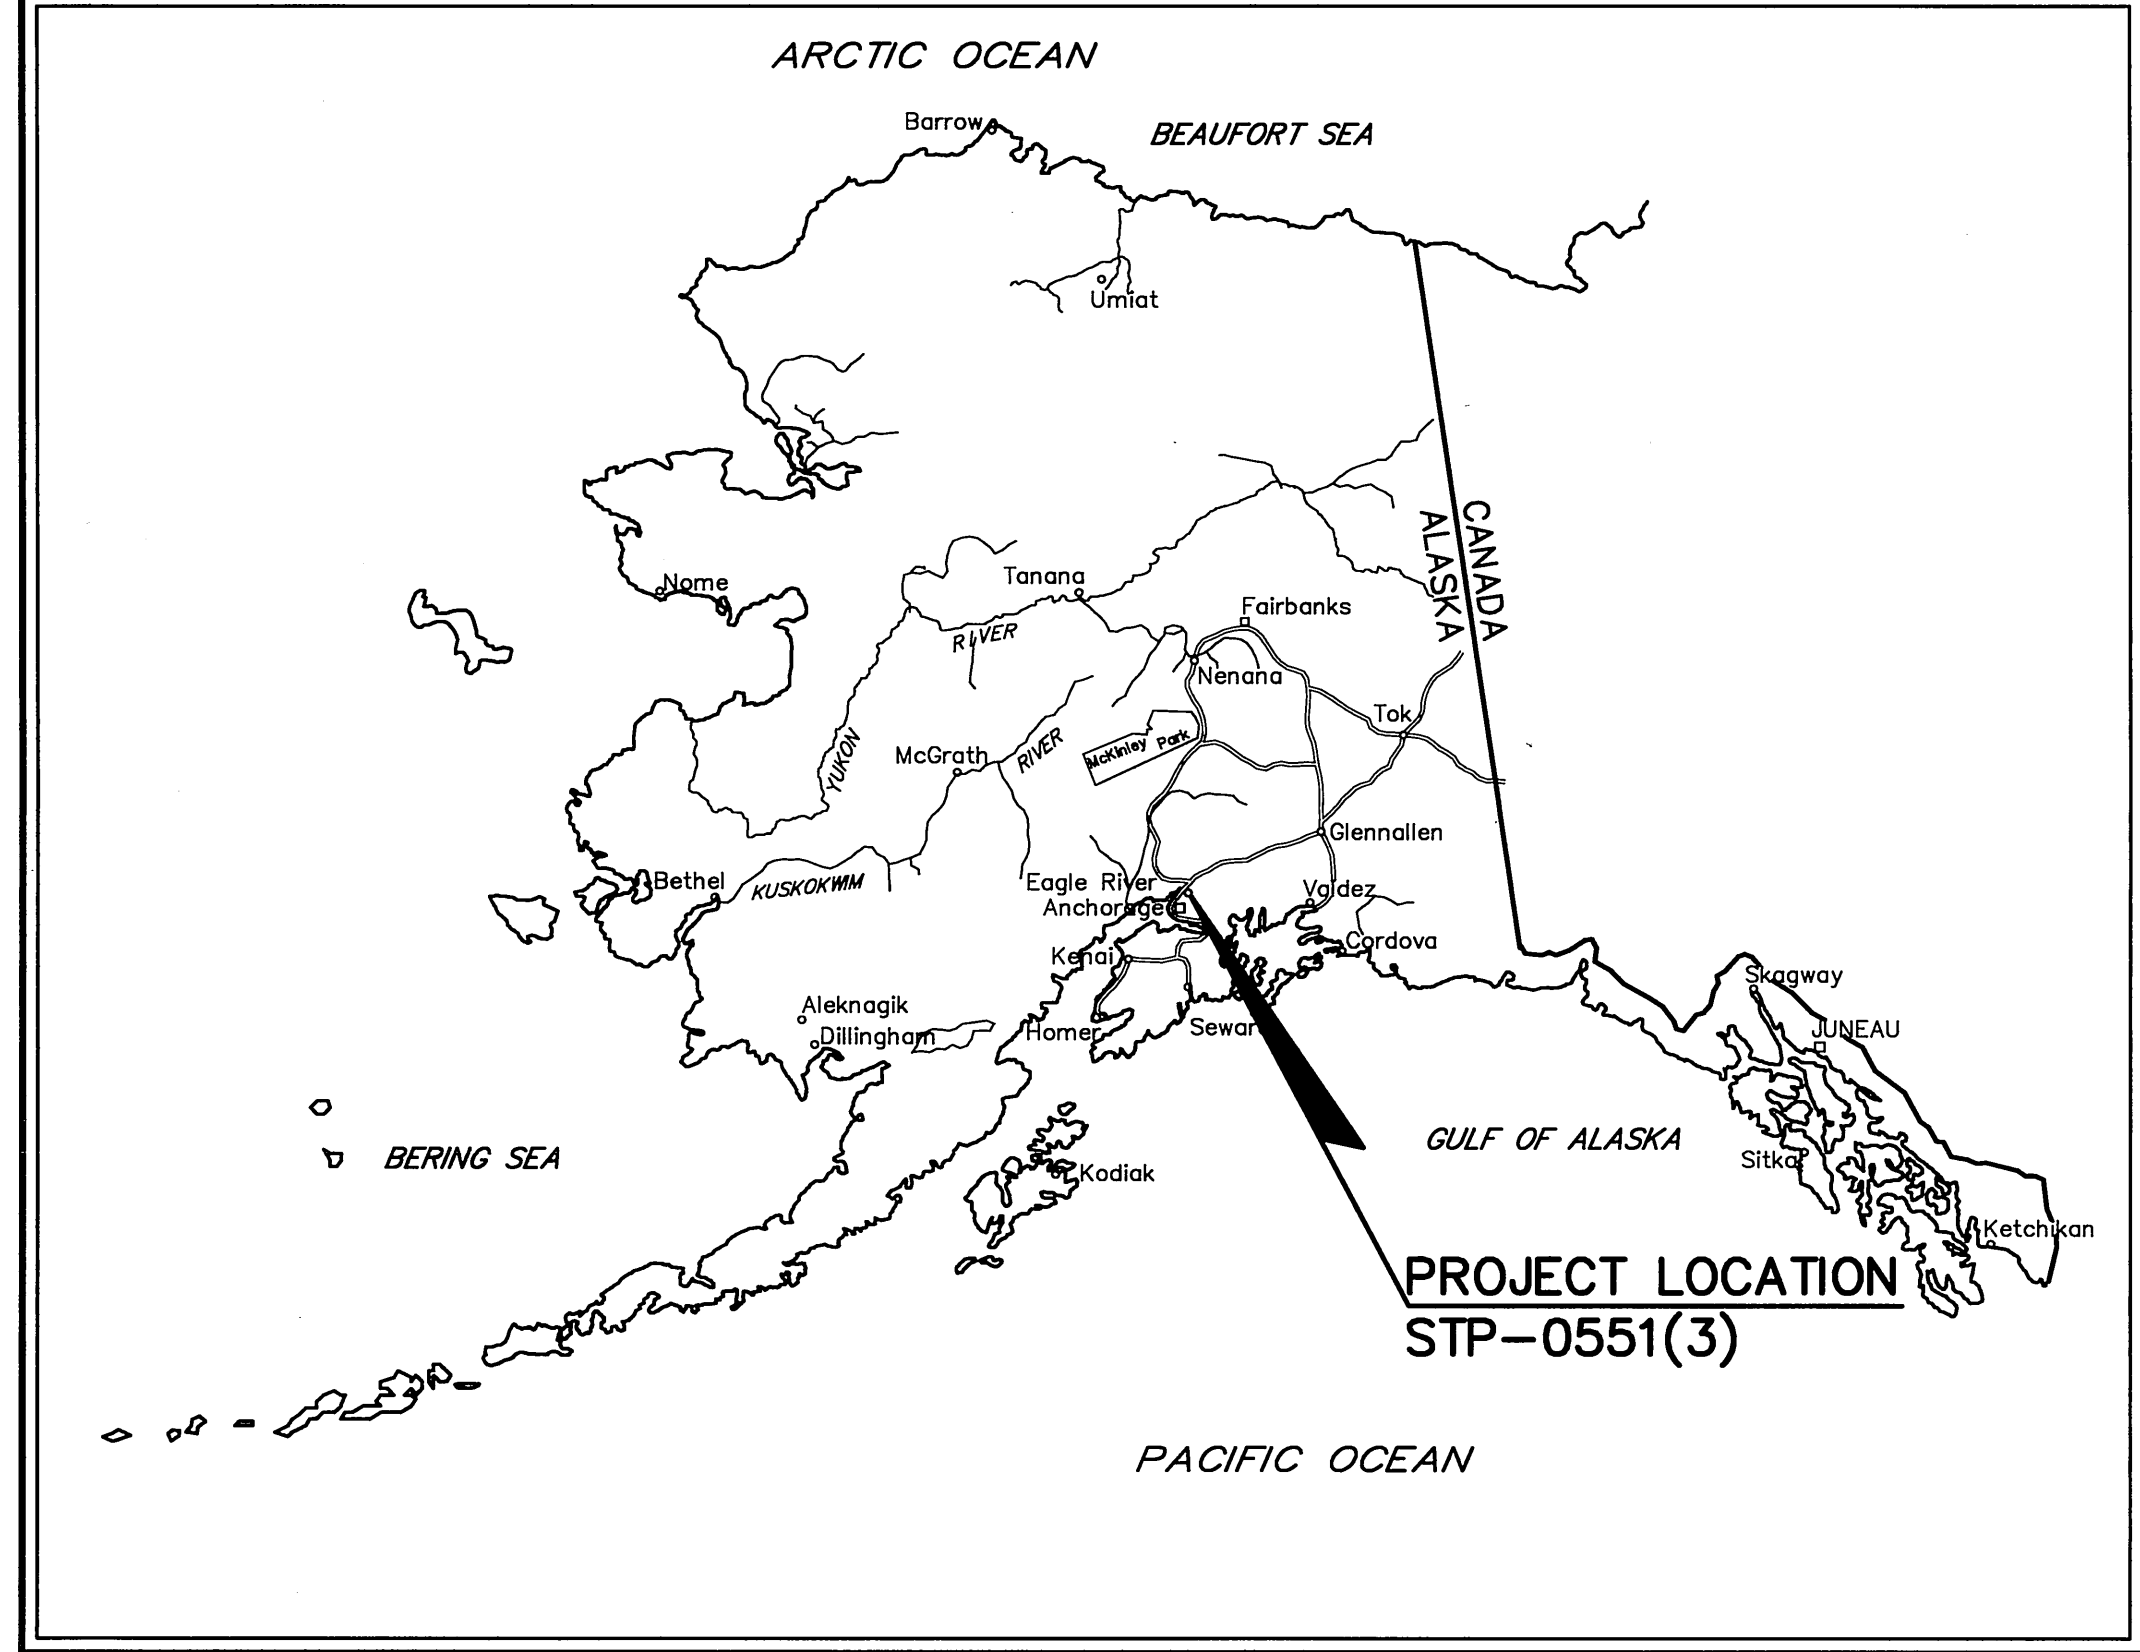 ARCTIC OCEAN
Barrow
BEAUFORT SEA
Umiat
CANADA
ALASKA
Nome
Tanana
Fairbanks
RIVER
Nenana
Tok
McKinley Park
YUKON
McGrath
RIVER
Glennallen
Bethel
KUSKOKWIM
Eagle River
Valdez
Anchorage
Cordova
Kenai
Skagway
Aleknagik
Dillingham
Homer
Sewar
JUNEAU
GULF OF ALASKA
BERING SEA
Sitka
Kodiak
Ketchikan
PROJECT LOCATION
STP-0551(3)
PACIFIC OCEAN